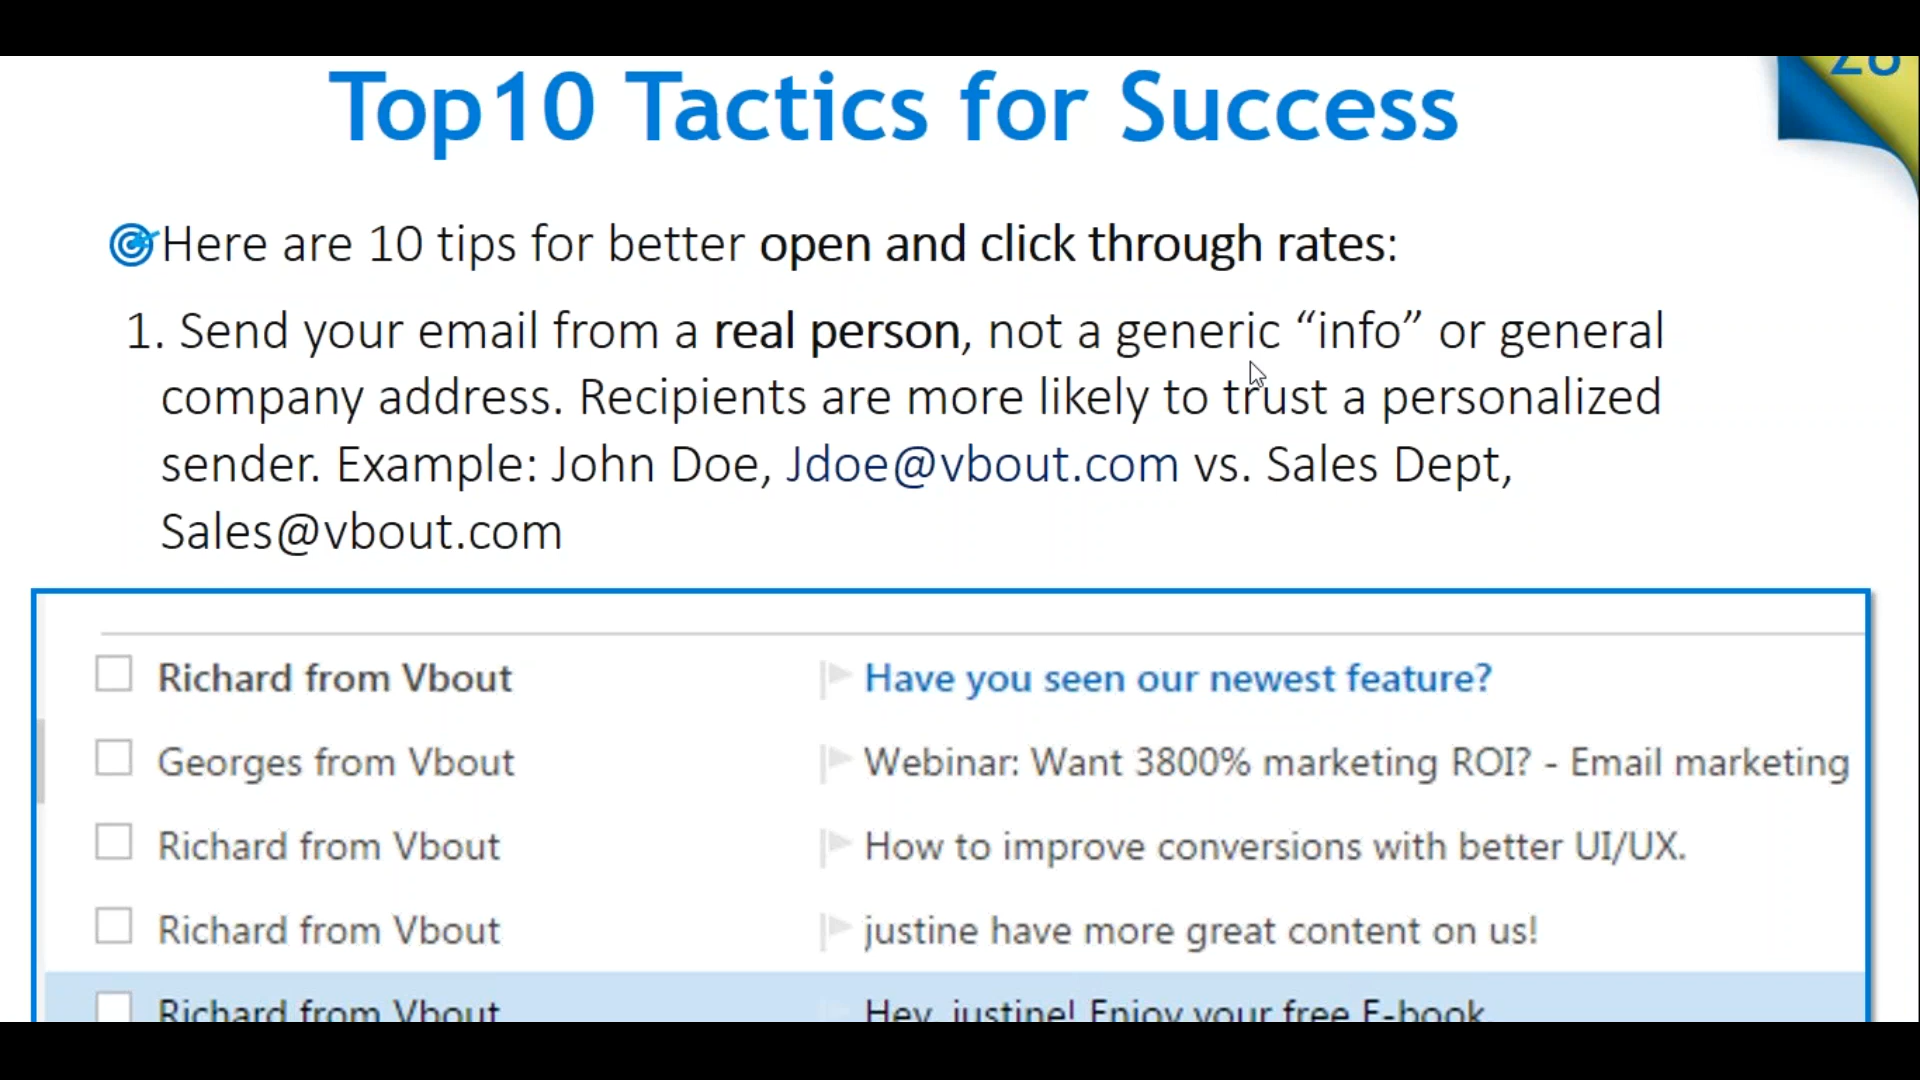 Top10 Tactics for Success
Here are 10 tips for better open and click through rates:
1. Send your email from a real person, not a generic “info” or general
company address. Recipients are more likely to trust a personalized
sender. Example: John Doe, Jdoe@vbout.com vs. Sales Dept,
Sales@vbout.com
Richard from Vbout Have you seen our newest feature?
Georges from Vbout Webinar: Want 3800% marketing ROI? - Email marketing
Richard from Vbout How to improve conversions with better UI/UX.
Richard from Vbout justine have more great content on us!
Richard from Vbout Hey, justine! Enjoy your free E-book.